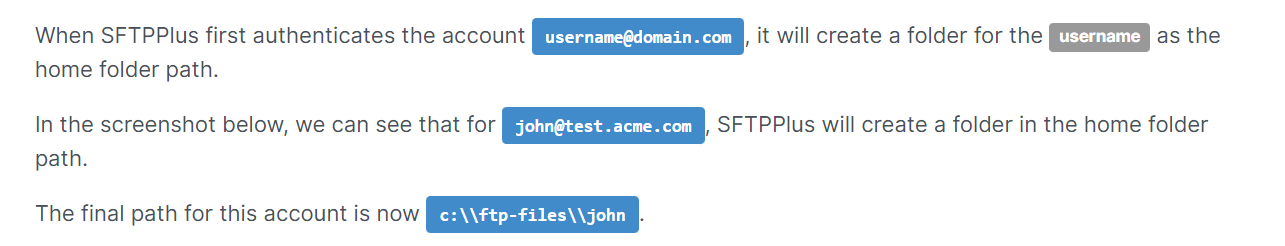 When SFTPPlus first authenticates the account username@domain.com, it will create a folder for the username as the
home folder path.
In the screenshot below, we can see that for john@test.acme.com, SFTPPlus will create a folder in the home folder
path.
The final path for this account is now c:\\ftp-files\\john.